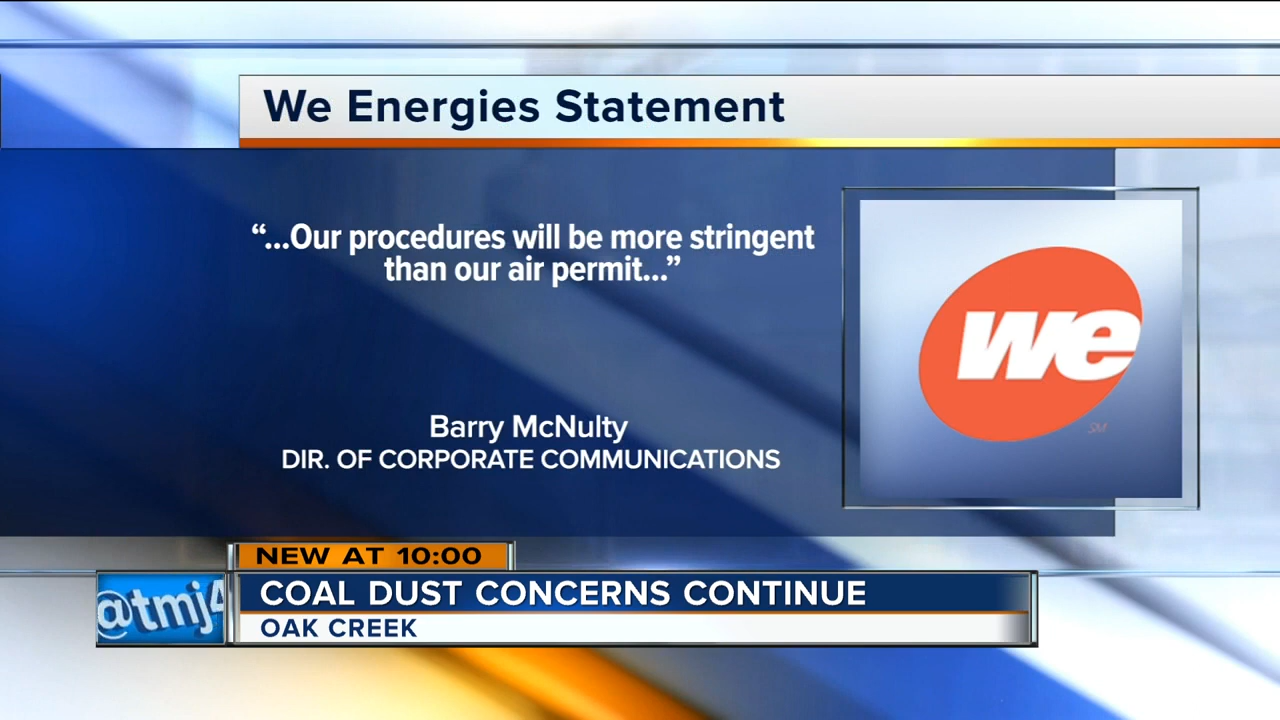 We Energies Statement
“...Our procedures will be more stringent
than our air permit...”
we
SM
Barry McNulty
DIR. OF CORPORATE COMMUNICATIONS
NEW AT 10:00
@tmj4
COAL DUST CONCERNS CONTINUE
OAK CREEK